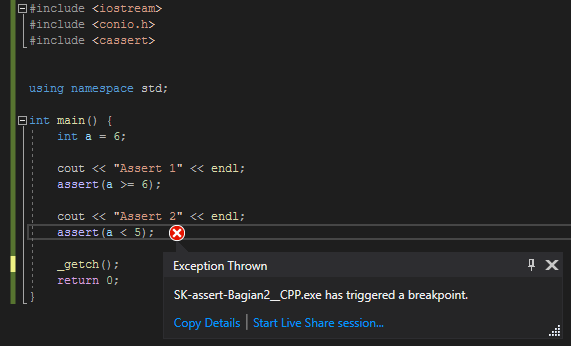 #include <iostream>
#include <conio.h>
#include <cassert>
using namespace std;
int main() {
int a = 6;
cout << "Assert 1" << endl;
assert(a >= 6);
cout << "Assert 2" << endl;
assert(a < 5);
_getch();
return 0;
}
Exception Thrown
SK-assert-Bagian2__CPP.exe has triggered a breakpoint.
Copy Details | Start Live Share session...